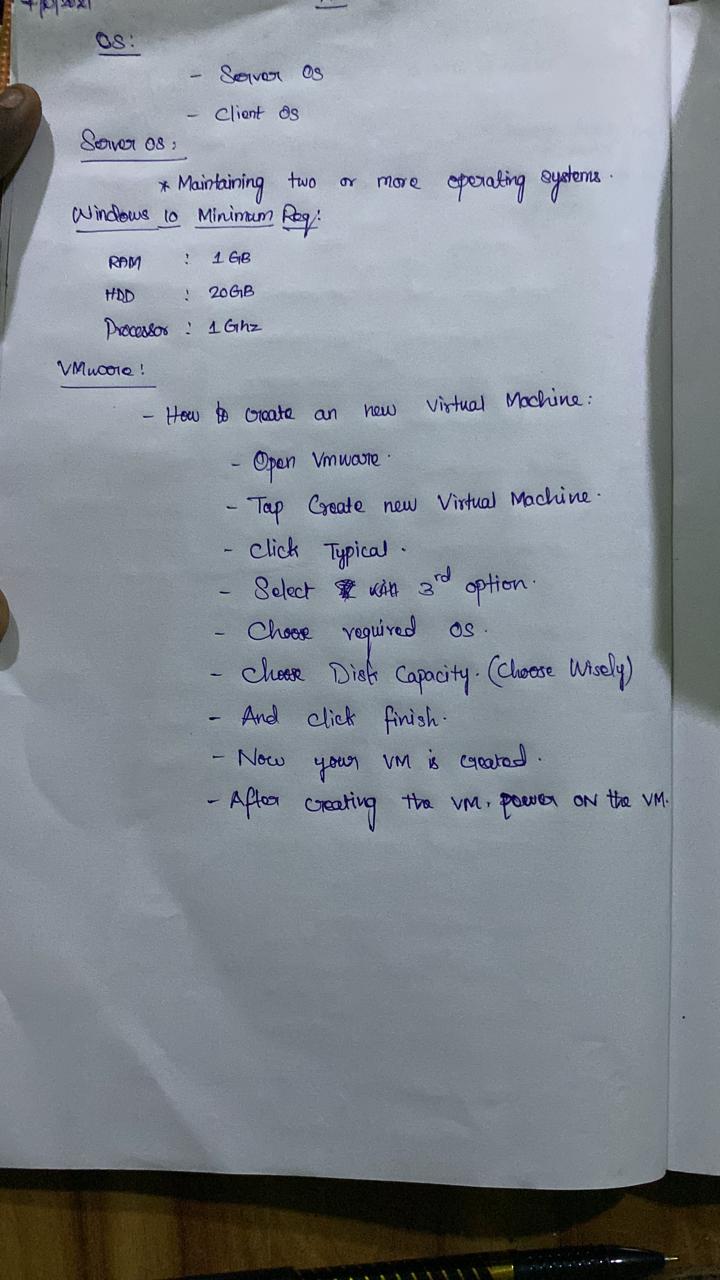 OS:
- Server OS
- Client OS
Server OS:
* Maintaining two or more operating systems.
Windows 10 Minimum Req:
RAM : 1 GB
HDD : 20GB
Processor : 1 Ghz
VMware:
- How to Create an new Virtual Machine:
- Open Vmware.
- Tap Create new Virtual Machine.
- Click Typical.
- Select 3rd option.
- Choose required OS.
- Choose Disk Capacity. (Choose Wisely)
- And click finish.
- Now your VM is created.
- After creating the VM, power ON the VM.